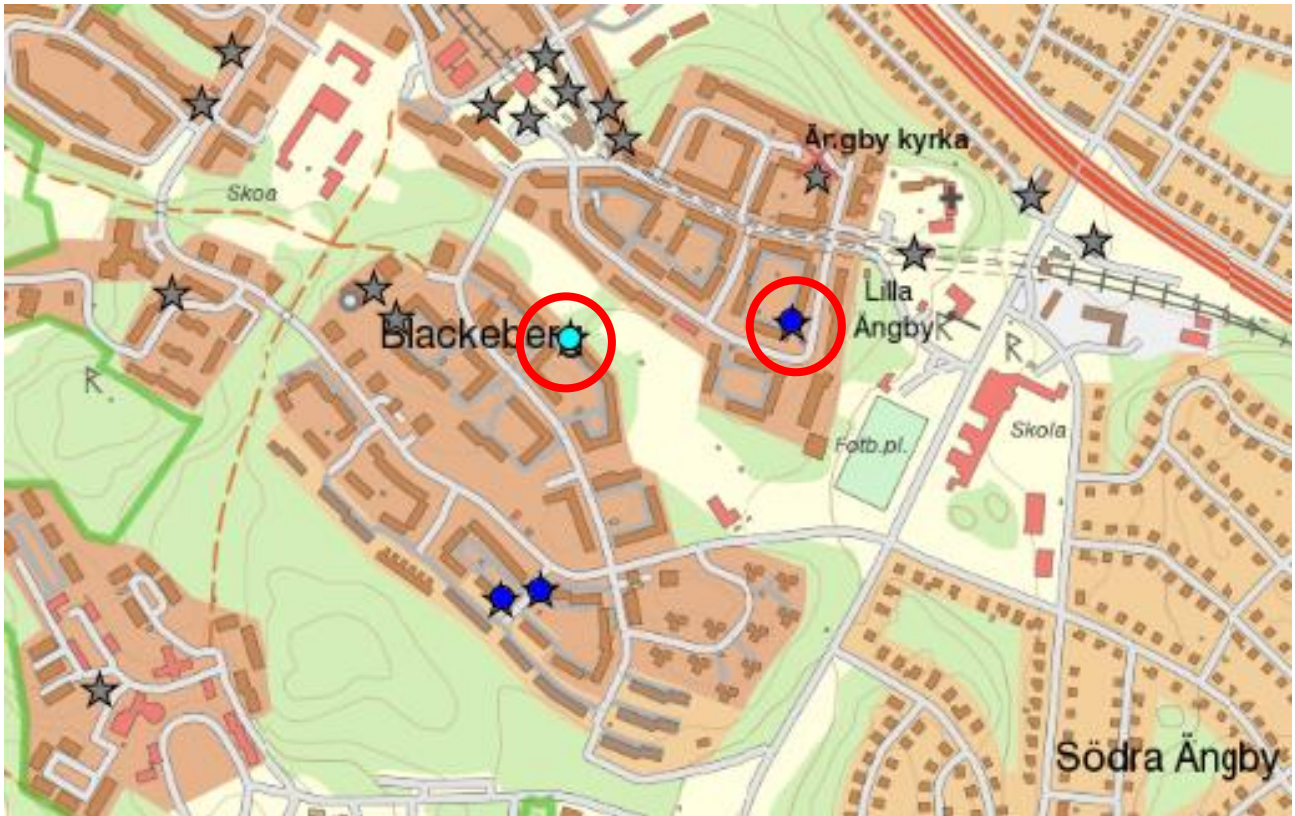 Ängby kyrka
Skoa
Lilla
Ängby
Blackeberg
Skola
Fotb.pl.
Södra Ängby